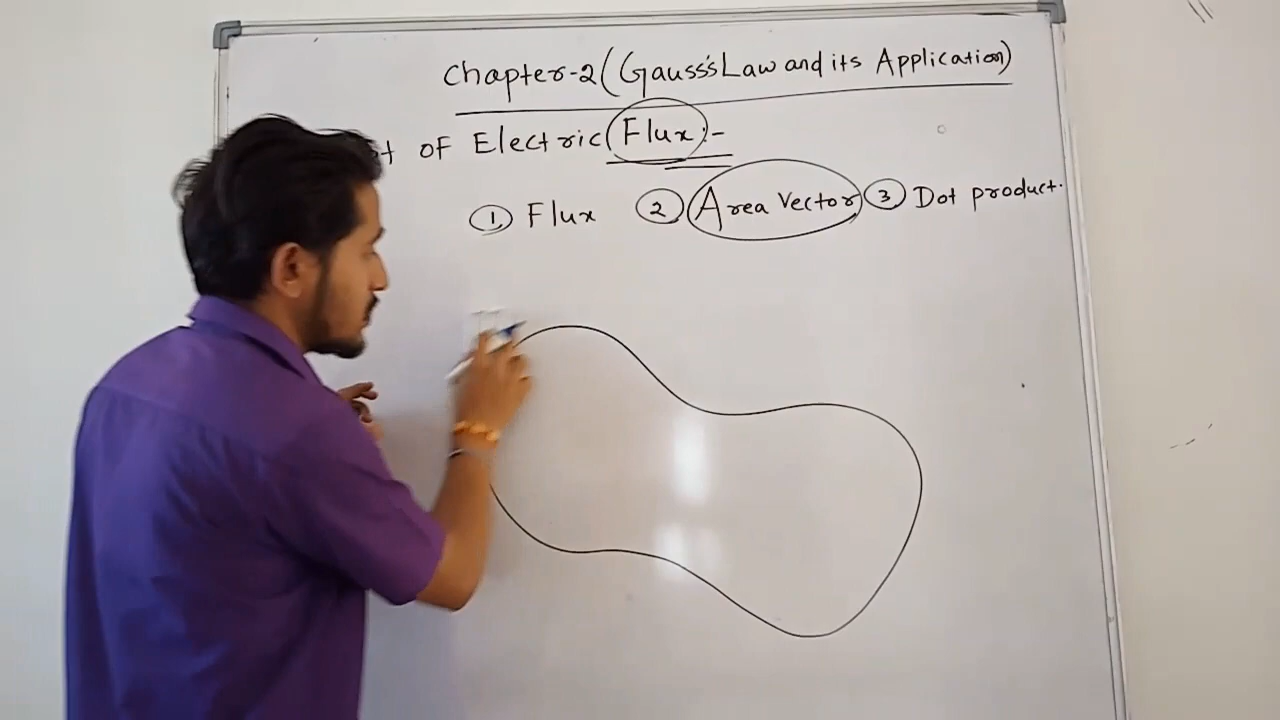 Chapter-2 (Gauss's Law and its Application)
of Electric Flux :-
① Flux ② Area Vector ③ Dot product.